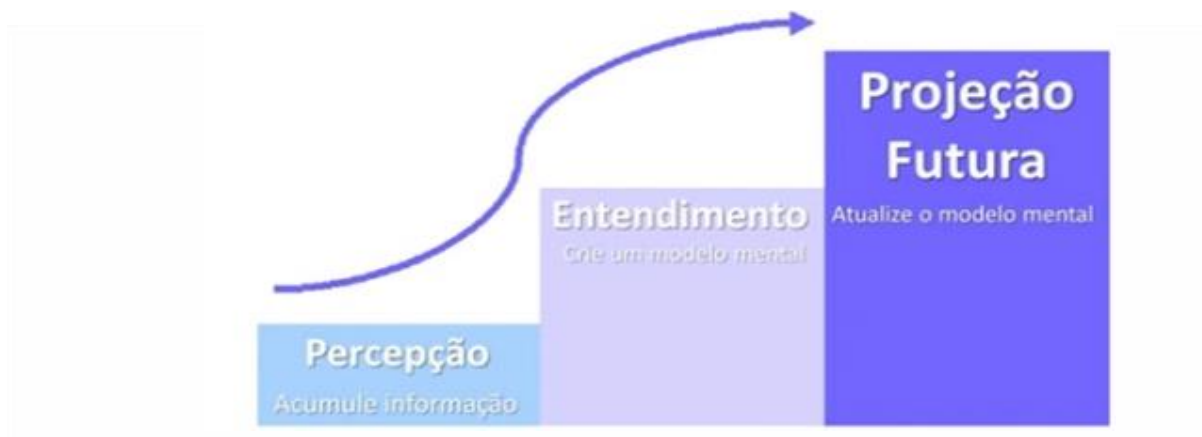 Projeção
Futura
Atualize o modelo mental
Entendimento
Crie um modelo mental
Percepção
Acumule informação